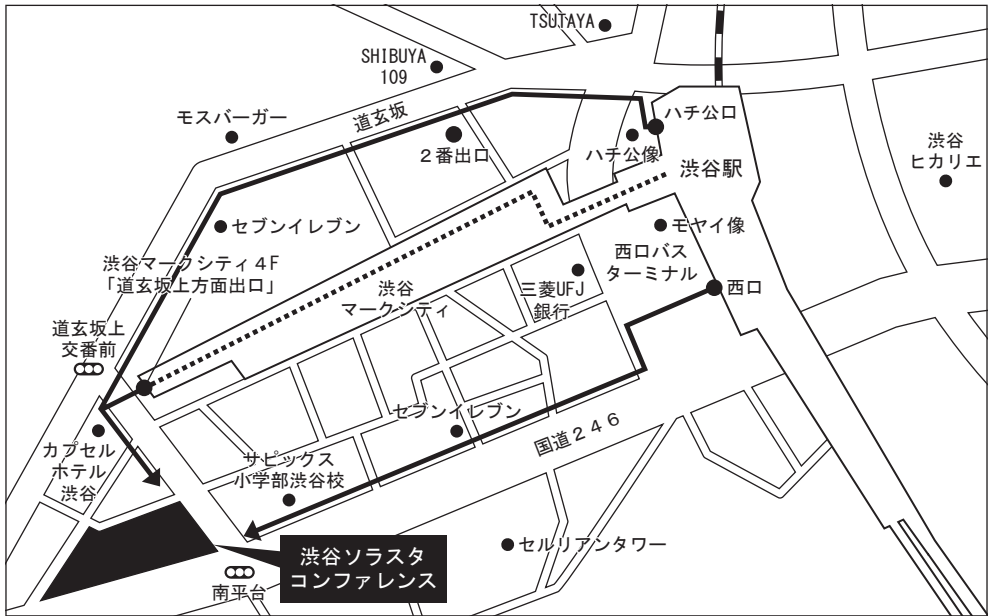 TSUTAYA
SHIBUYA
109
モスバーガー
道玄坂
２番出口
ハチ公口
ハチ公像
渋谷駅
渋谷
ヒカリエ
セブンイレブン
モヤイ像
渋谷マークシティ４F
「道玄坂上方面出口」
渋谷
マークシティ
三菱UFJ
銀行
西口バス
ターミナル
西口
道玄坂上
交番前
セブンイレブン
国道２４６
カプセル
ホテル
渋谷
サピックス
小学部渋谷校
セルリアンタワー
渋谷ソラスタ
コンファレンス
南平台